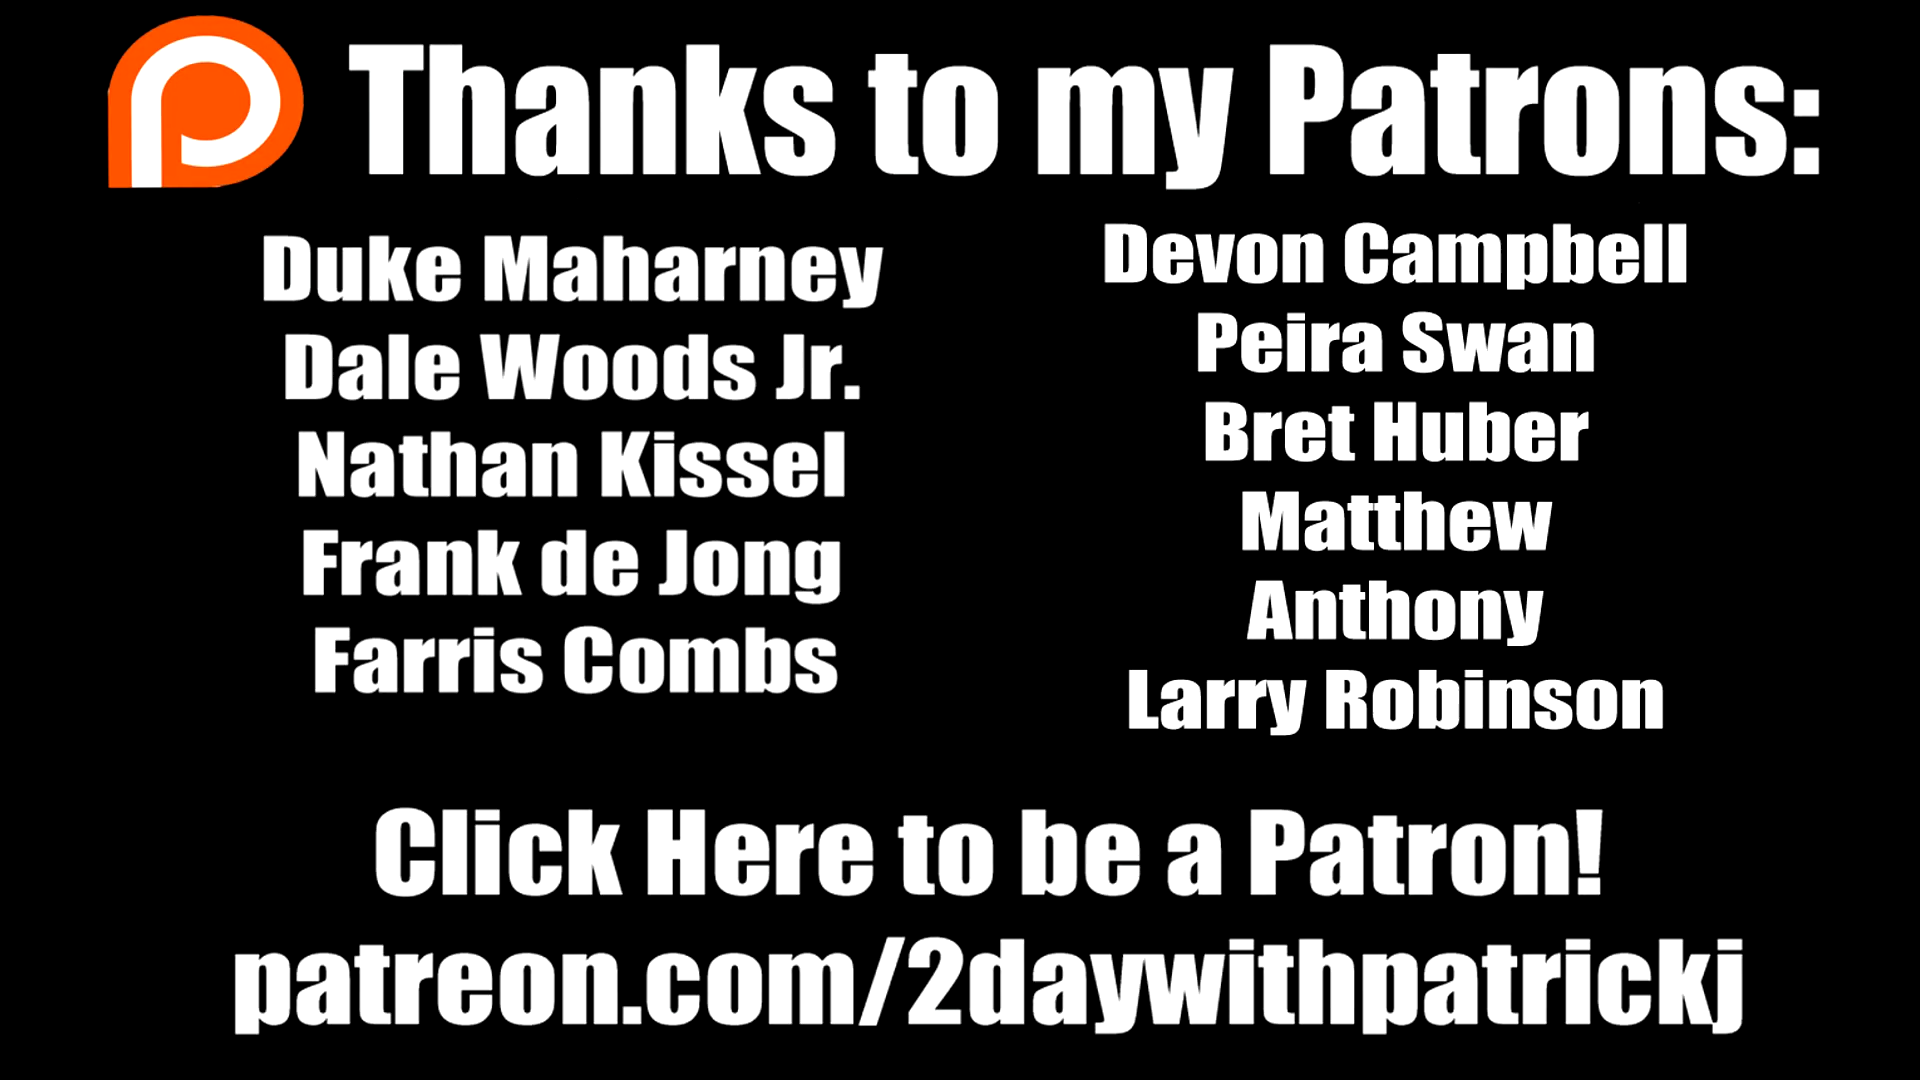 Thanks to my Patrons:
Duke Maharney
Dale Woods Jr.
Nathan Kissel
Frank de Jong
Farris Combs
Devon Campbell
Peira Swan
Bret Huber
Matthew
Anthony
Larry Robinson
Click Here to be a Patron!
patreon.com/2daywithpatrickj